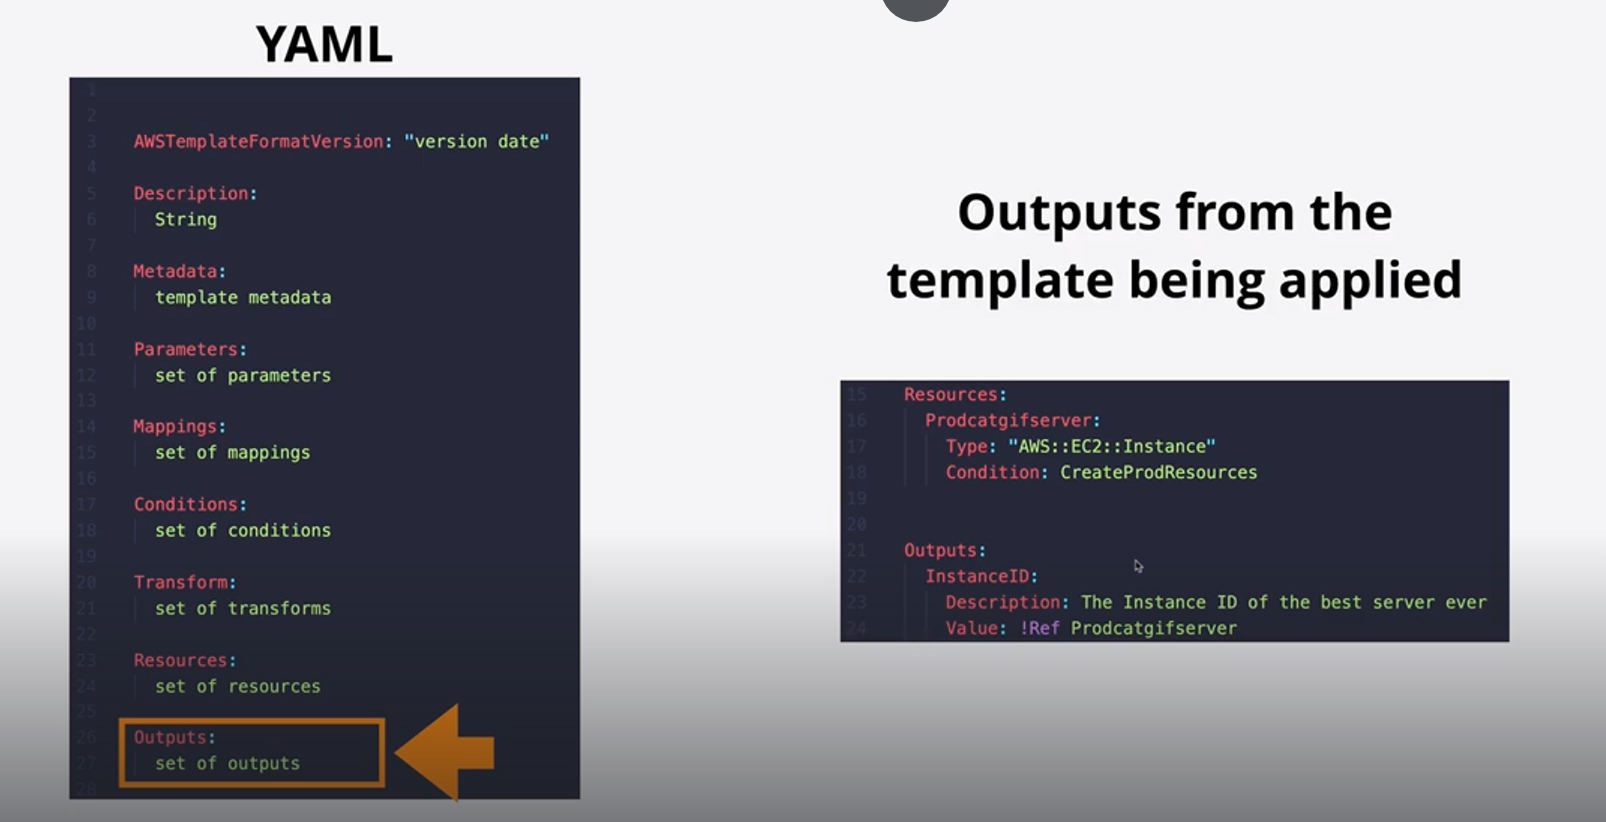 YAML
1
2
3 AWSTemplateFormatVersion: "version date"
4
5 Description:
6 String
7
8 Metadata:
9 template metadata
10
11 Parameters:
12 set of parameters
13
14 Mappings:
15 set of mappings
16
17 Conditions:
18 set of conditions
19
20 Transform:
21 set of transforms
22
23 Resources:
24 set of resources
25
26 Outputs:
27 set of outputs
28
Outputs from the
template being applied
15 Resources:
16 Prodcatgifserver:
17 Type: "AWS::EC2::Instance"
18 Condition: CreateProdResources
19
20
21 Outputs:
22 InstanceID:
23 Description: The Instance ID of the best server ever
24 Value: !Ref Prodcatgifserver